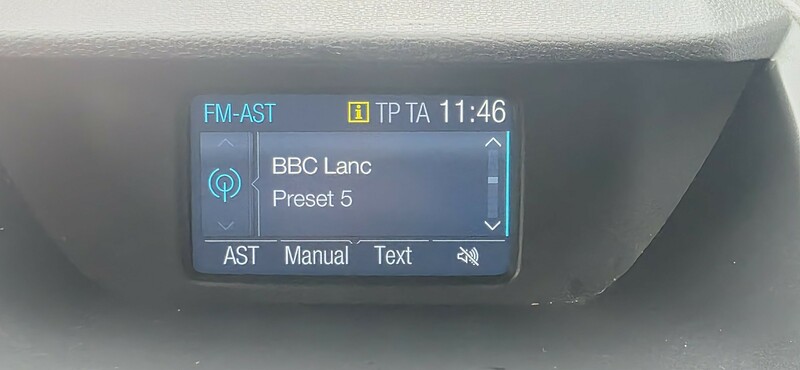 FM-AST i TP TA 11:46
BBC Lanc
Preset 5
AST Manual Text